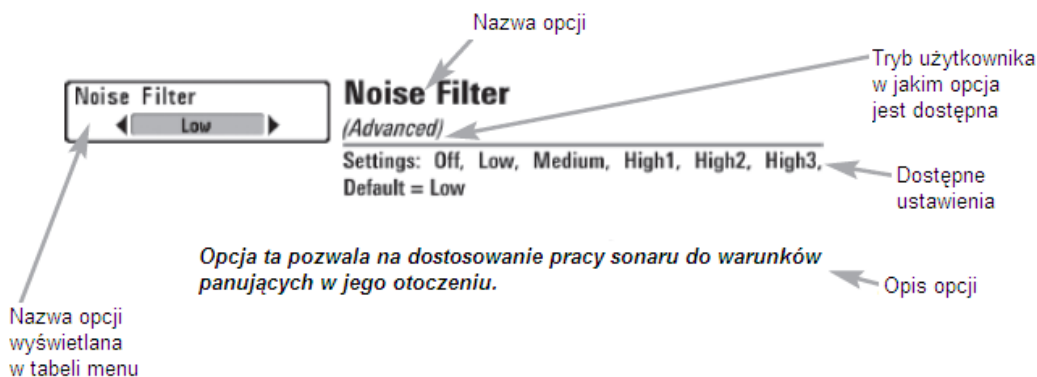 Nazwa opcji
Tryb użytkownika
w jakim opcja
jest dostępna
Noise Filter
Low
Noise Filter
(Advanced)
Settings: Off, Low, Medium, High1, High2, High3,
Default = Low
Dostępne
ustawienia
Opcja ta pozwala na dostosowanie pracy sonaru do warunków
panujących w jego otoczeniu.
Opis opcji
Nazwa opcji
wyświetlana
w tabeli menu